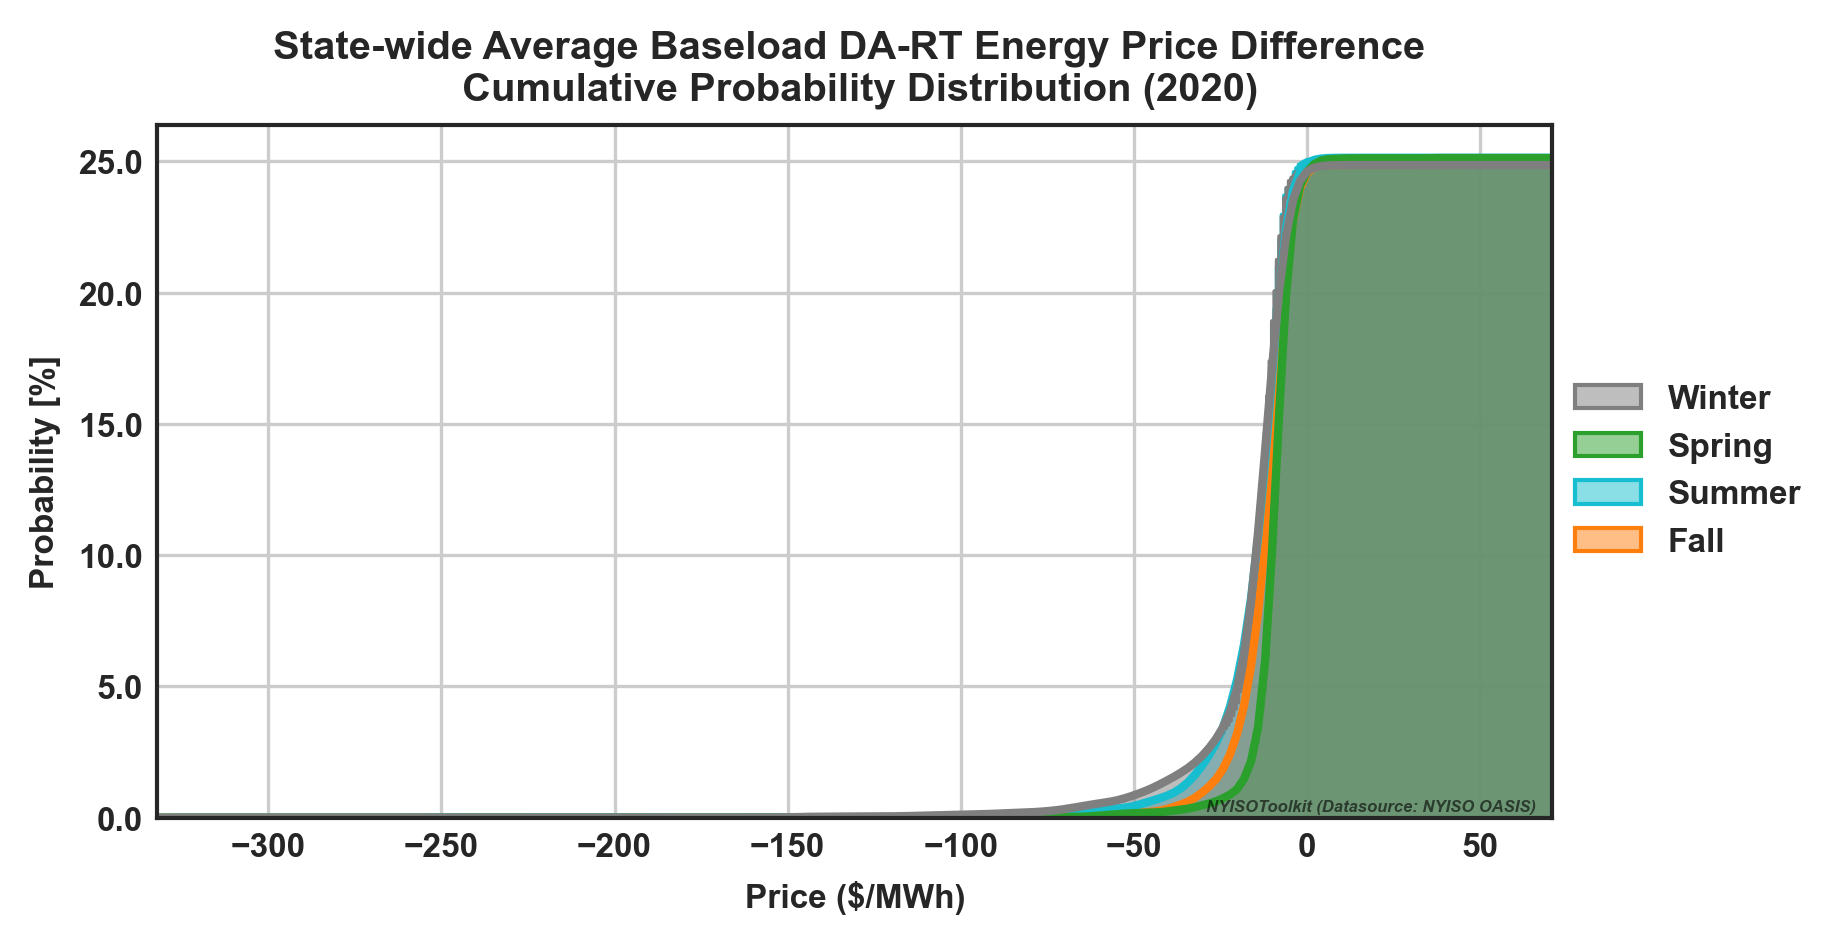 State-wide Average Baseload DA-RT Energy Price Difference
Cumulative Probability Distribution (2020)
Probability [%]
25.0
20.0
15.0
10.0
5.0
0.0
−300
−250
−200
−150
−100
−50
0
50
Price ($/MWh)
Winter
Spring
Summer
Fall
NYISOToolkit (Datasource: NYISO OASIS)